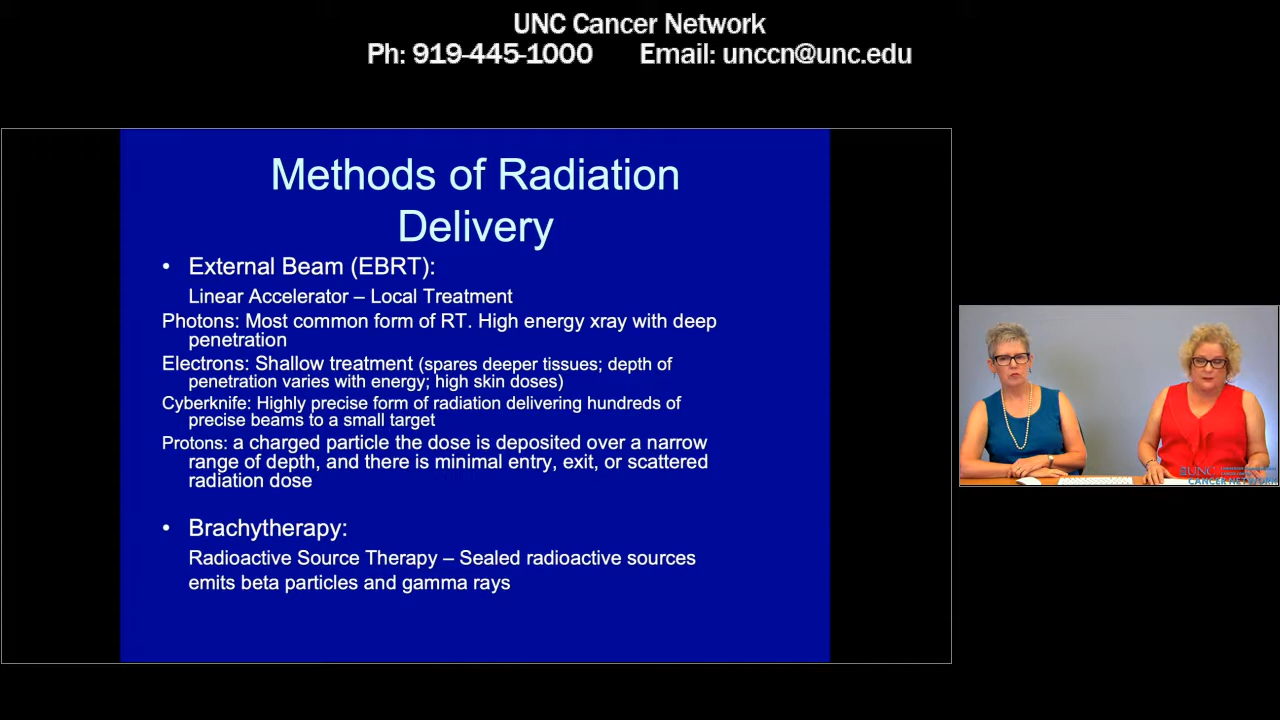 UNC Cancer Network
Ph: 919-445-1000 Email: unccn@unc.edu
Methods of Radiation
Delivery
• External Beam (EBRT):
Linear Accelerator – Local Treatment
Photons: Most common form of RT. High energy xray with deep
penetration
Electrons: Shallow treatment (spares deeper tissues; depth of
penetration varies with energy; high skin doses)
Cyberknife: Highly precise form of radiation delivering hundreds of
precise beams to a small target
Protons: a charged particle the dose is deposited over a narrow
range of depth, and there is minimal entry, exit, or scattered
radiation dose
• Brachytherapy:
Radioactive Source Therapy – Sealed radioactive sources
emits beta particles and gamma rays
UNC
CANCER NETWORK